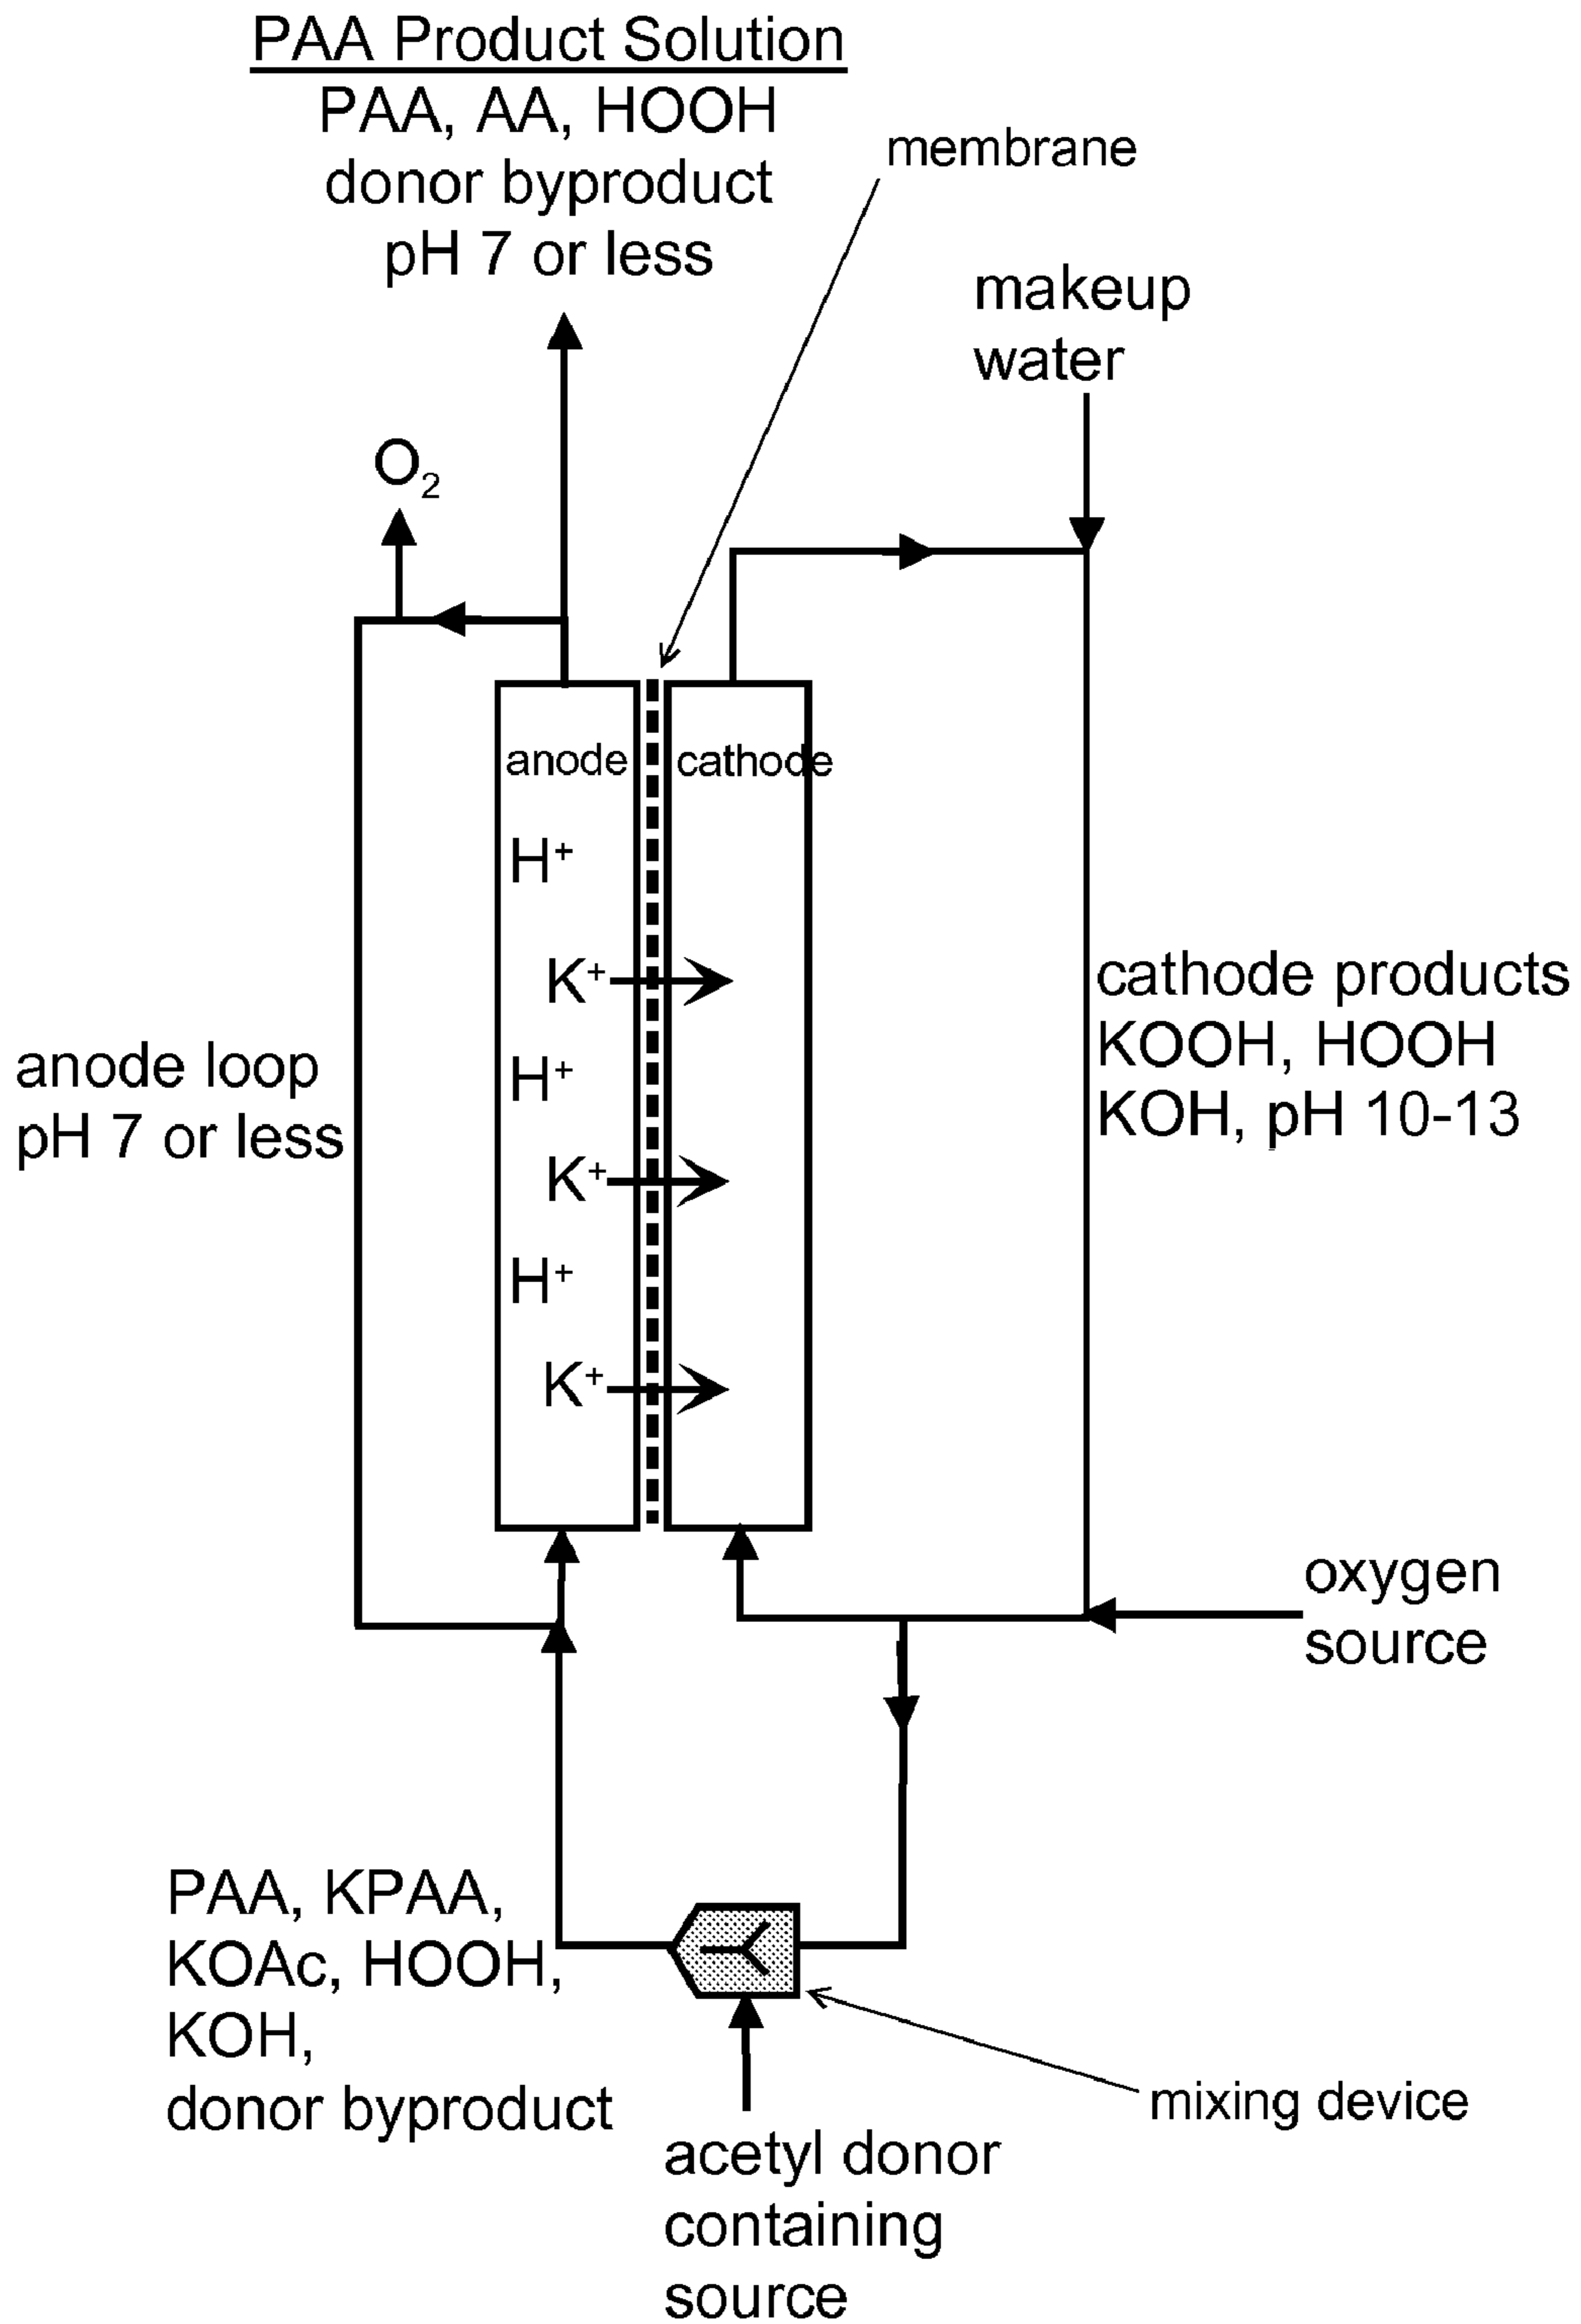 PAA Product Solution
PAA, AA, HOOH
donor byproduct
pH 7 or less
membrane
makeup
water
O₂
anode
cathode
H⁺
K⁺
H⁺
K⁺
H⁺
K⁺
anode loop
pH 7 or less
cathode products
KOOH, HOOH
KOH, pH 10-13
oxygen
source
PAA, KPAA,
KOAc, HOOH,
KOH,
donor byproduct
mixing device
acetyl donor
containing
source